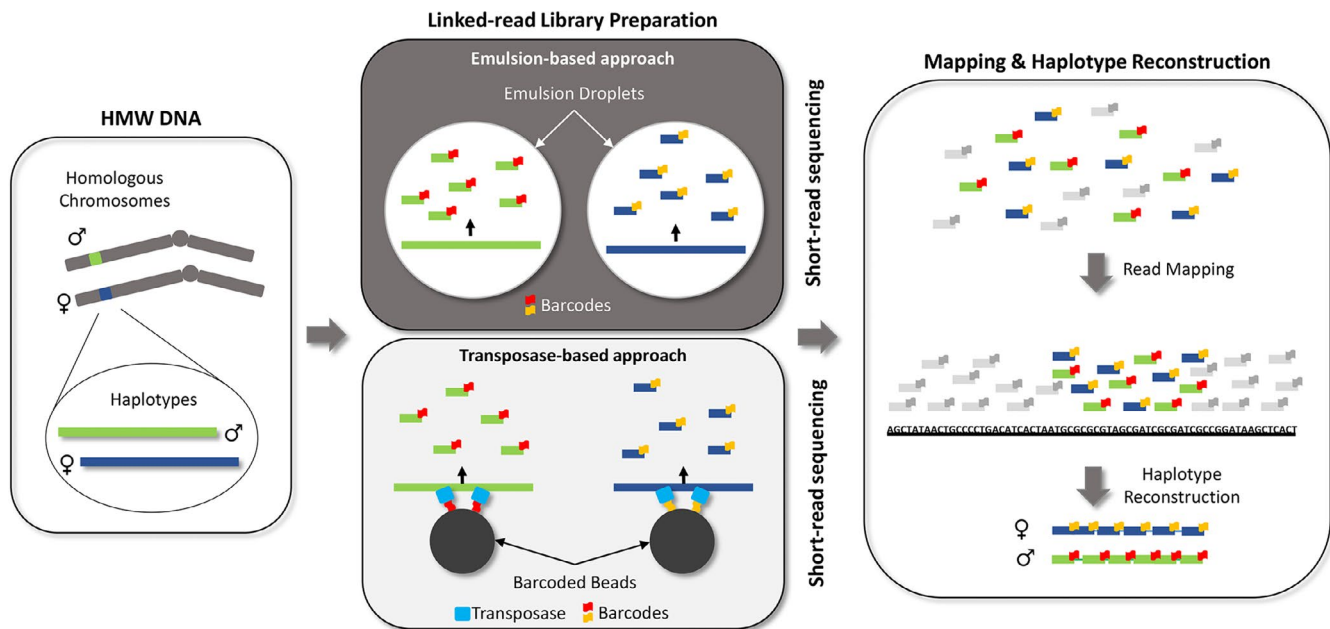 HMW DNA
Homologous
Chromosomes
♂
♀
Haplotypes
♂
♀
Linked-read Library Preparation
Emulsion-based approach
Emulsion Droplets
Barcodes
Short-read sequencing
Transposase-based approach
Barcoded Beads
Transposase
Barcodes
Short-read sequencing
Mapping & Haplotype Reconstruction
Read Mapping
AGCTATAACTGCCCCTGACATCACTAATGCGCGCGTAGCGATCGCGATCGCCGGATAAGCTCACT
Haplotype
Reconstruction
♀
♂